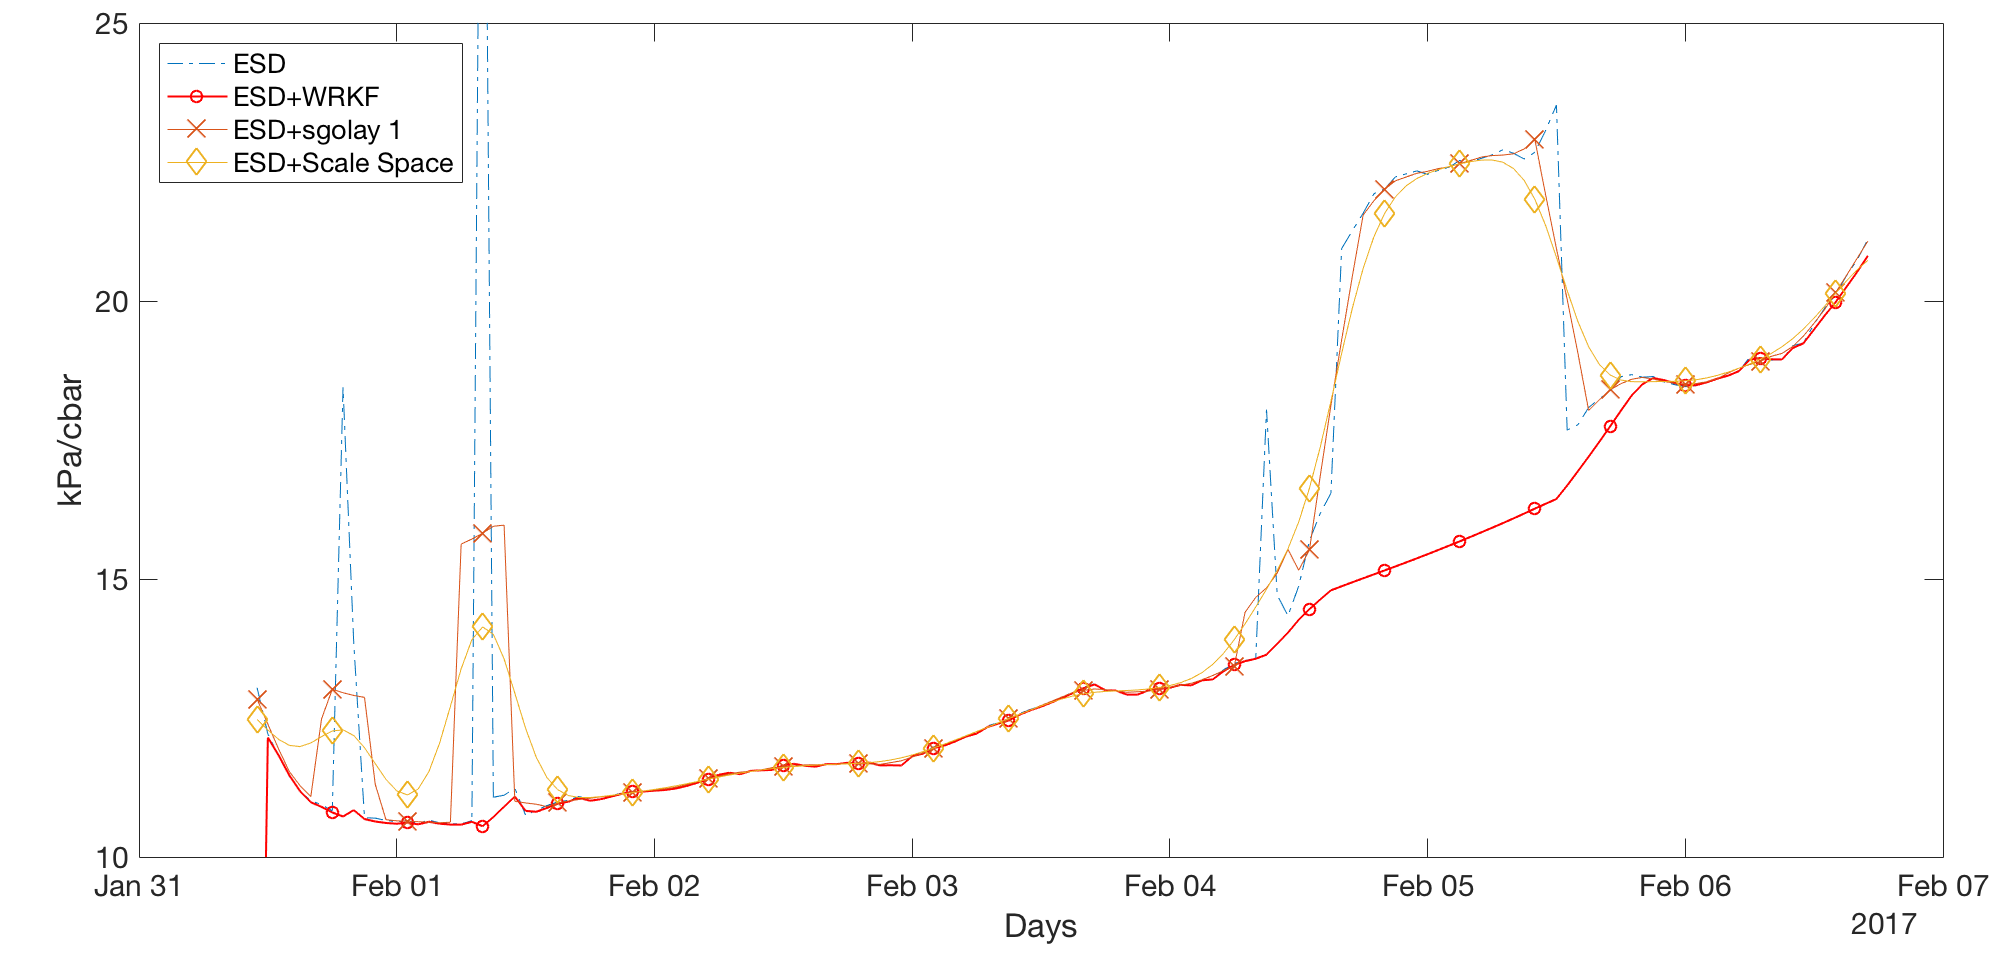 25
20
15
10
kPa/cbar
ESD
ESD+WRKF
ESD+sgolay 1
ESD+Scale Space
Jan 31
Feb 01
Feb 02
Feb 03
Feb 04
Feb 05
Feb 06
Feb 07
Days
2017